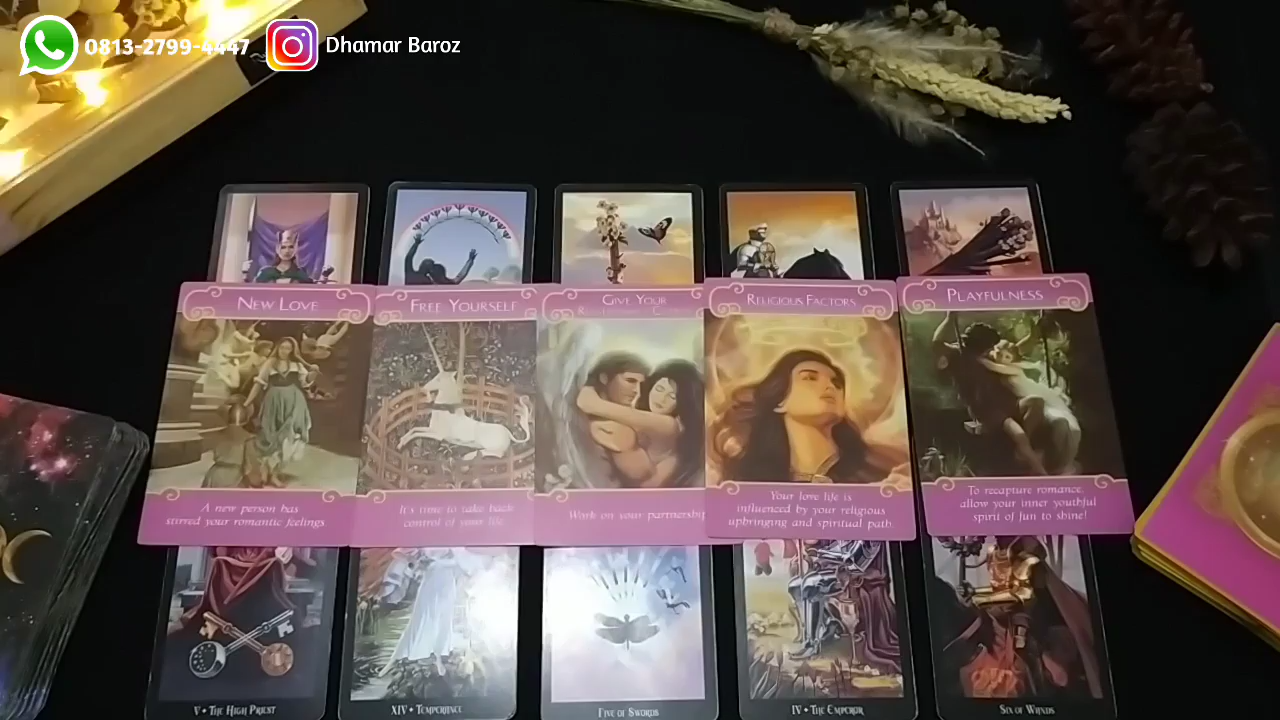 0813-2799-4447
Dhamar Baroz
NEW LOVE
FREE YOURSELF
GIVE YOUR
RELIGIOUS FACTORS
PLAYFULNESS
A new person has
stirred your romantic feelings
It's time to take back
control of your life.
Work on your partnership
Your love life is
influenced by your religious
upbringing and spiritual path.
To recapture romance,
allow your inner youthful
spirit of fun to shine!
V • THE HIGH PRIEST
XIV • TEMPERANCE
FIVE OF SWORDS
IV • THE EMPEROR
SIX OF WANDS